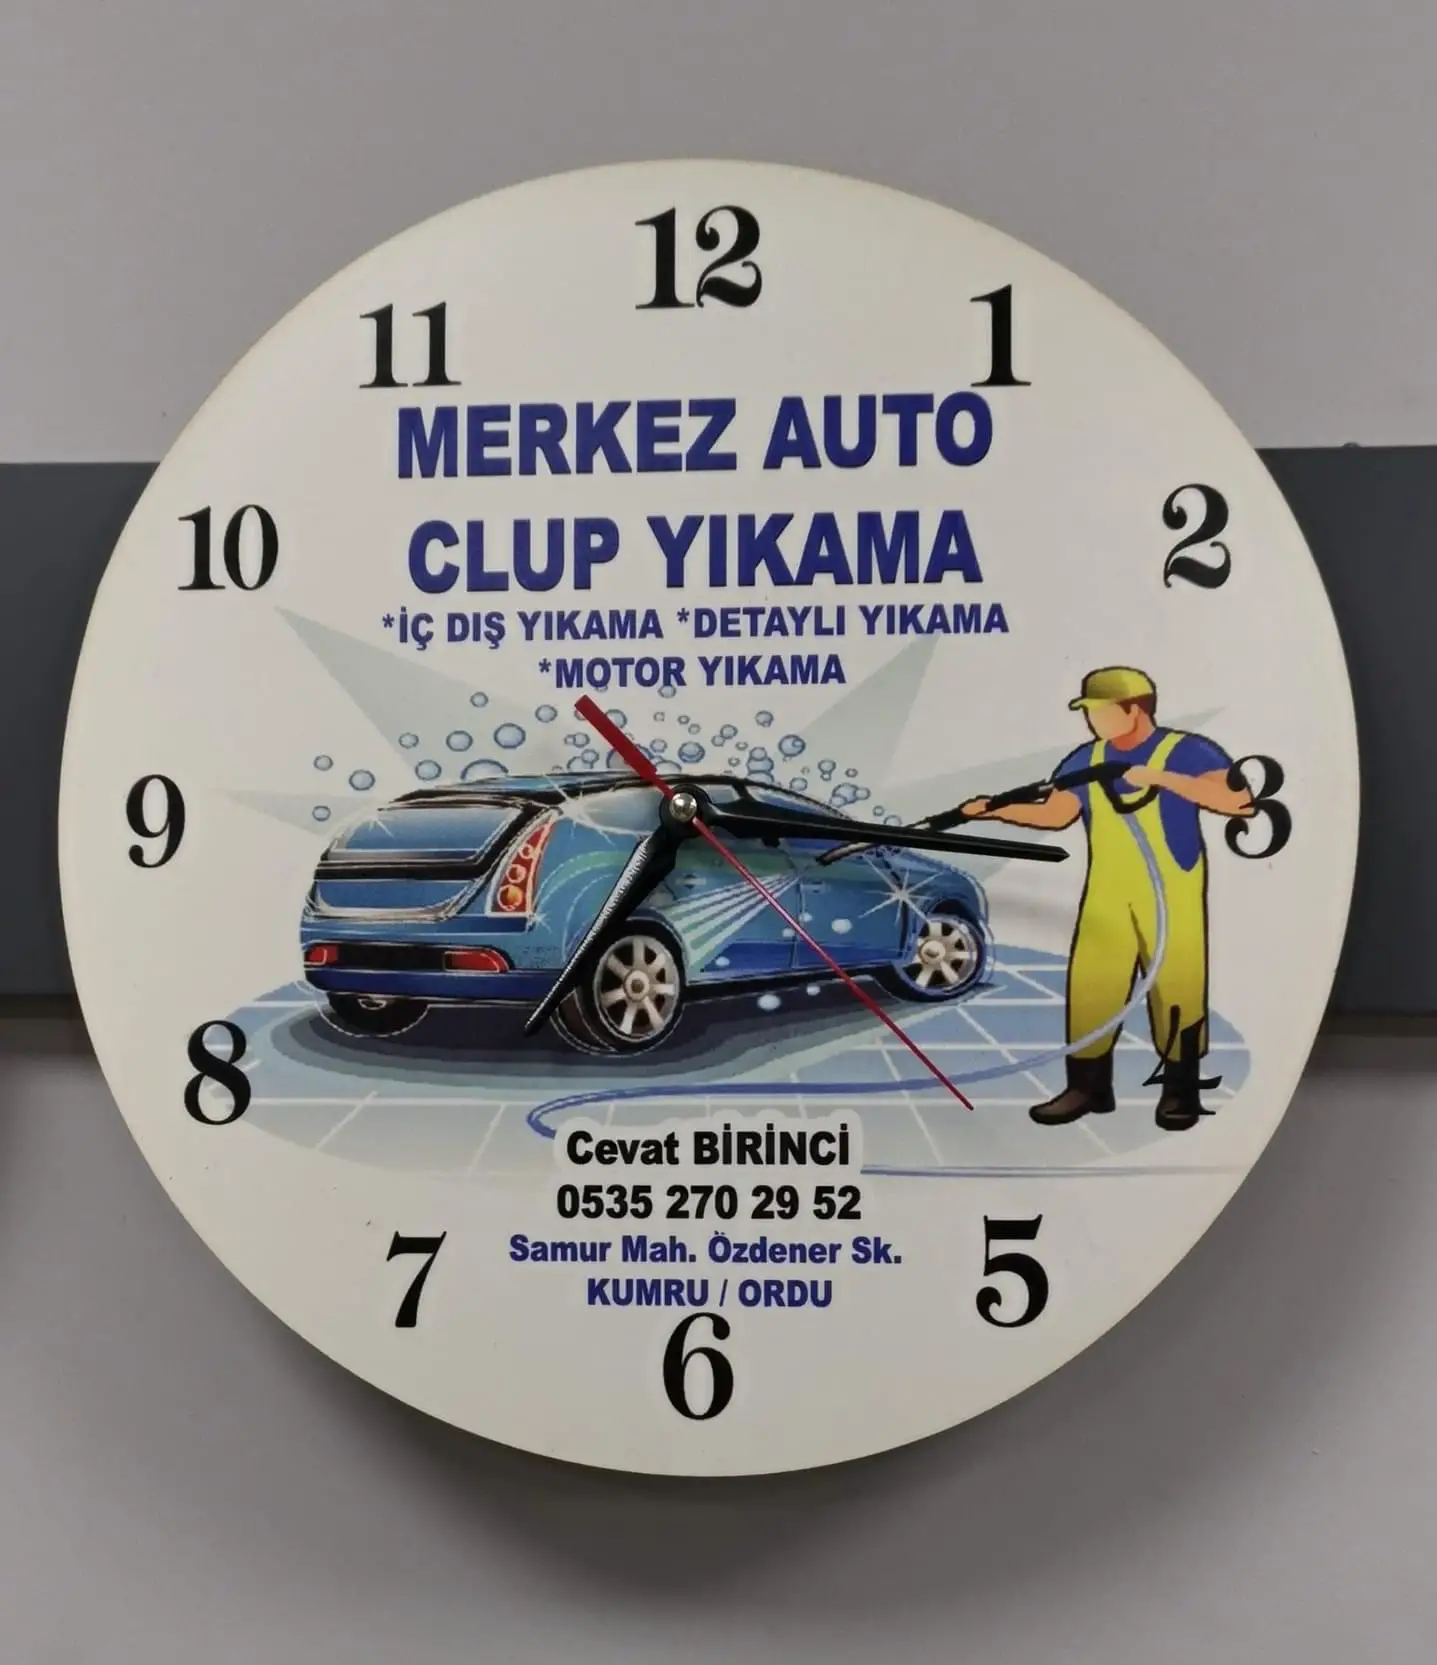 12
11
1
MERKEZ AUTO
CLUP YIKAMA
10
2
*İÇ DIŞ YIKAMA *DETAYLI YIKAMA
*MOTOR YIKAMA
9
3
8
4
Cevat BİRİNCİ
0535 270 29 52
Samur Mah. Özdener Sk.
KUMRU / ORDU
7
5
6